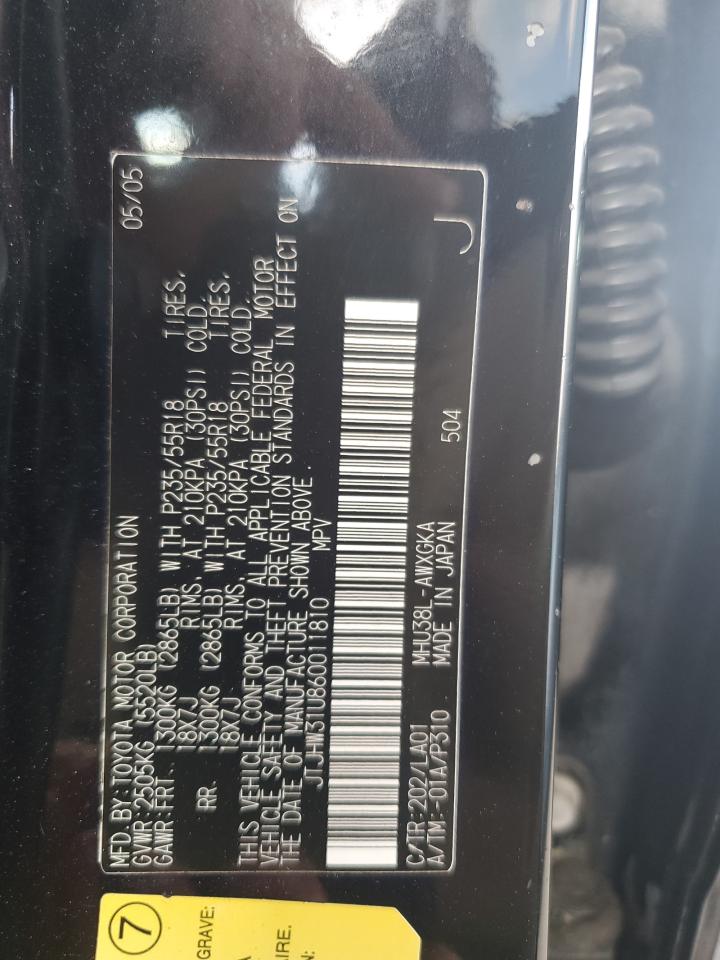 MFD. BY: TOYOTA MOTOR CORPORATION 05/05
GVWR: 2505KG (5520LB)
GAWR: FRT. 1300KG (2865LB) WITH P235/55R18 TIRES,
18X7J RIMS, AT 210KPA (30PSI) COLD.
RR. 1300KG (2865LB) WITH P235/55R18 TIRES,
18X7J RIMS, AT 210KPA (30PSI) COLD.
THIS VEHICLE CONFORMS TO ALL APPLICABLE FEDERAL MOTOR
VEHICLE SAFETY AND THEFT PREVENTION STANDARDS IN EFFECT ON
THE DATE OF MANUFACTURE SHOWN ABOVE.
JTJHW31U860011810 MPV
C/TR: 202/LA01 MHU38L-AWXGKA 504 J
A/TM: -01A/P310 MADE IN JAPAN
7
GRAVE:
AIRE.
N: